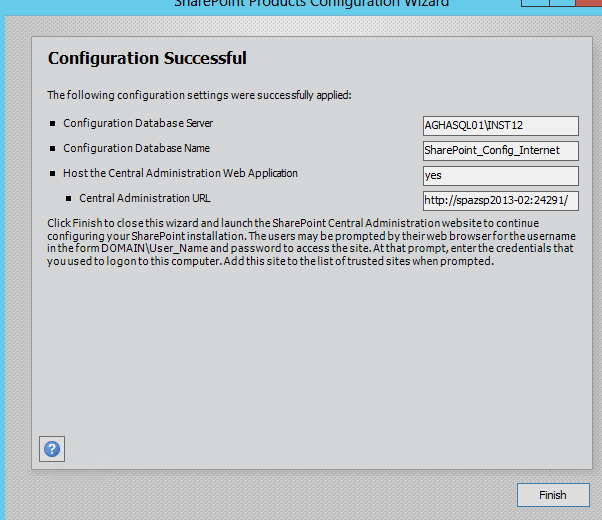 SharePoint Products Configuration Wizard
Configuration Successful
The following configuration settings were successfully applied:
Configuration Database Server
AGHASQL01\INST12
Configuration Database Name
SharePoint_Config_Internet
Host the Central Administration Web Application
yes
Central Administration URL
http://spazsp2013-02:24291/
Click Finish to close this wizard and launch the SharePoint Central Administration website to continue
configuring your SharePoint installation. The users may be prompted by their web browser for the username
in the form DOMAIN\User_Name and password to access the site. At that prompt, enter the credentials that
you used to logon to this computer. Add this site to the list of trusted sites when prompted.
?
Finish